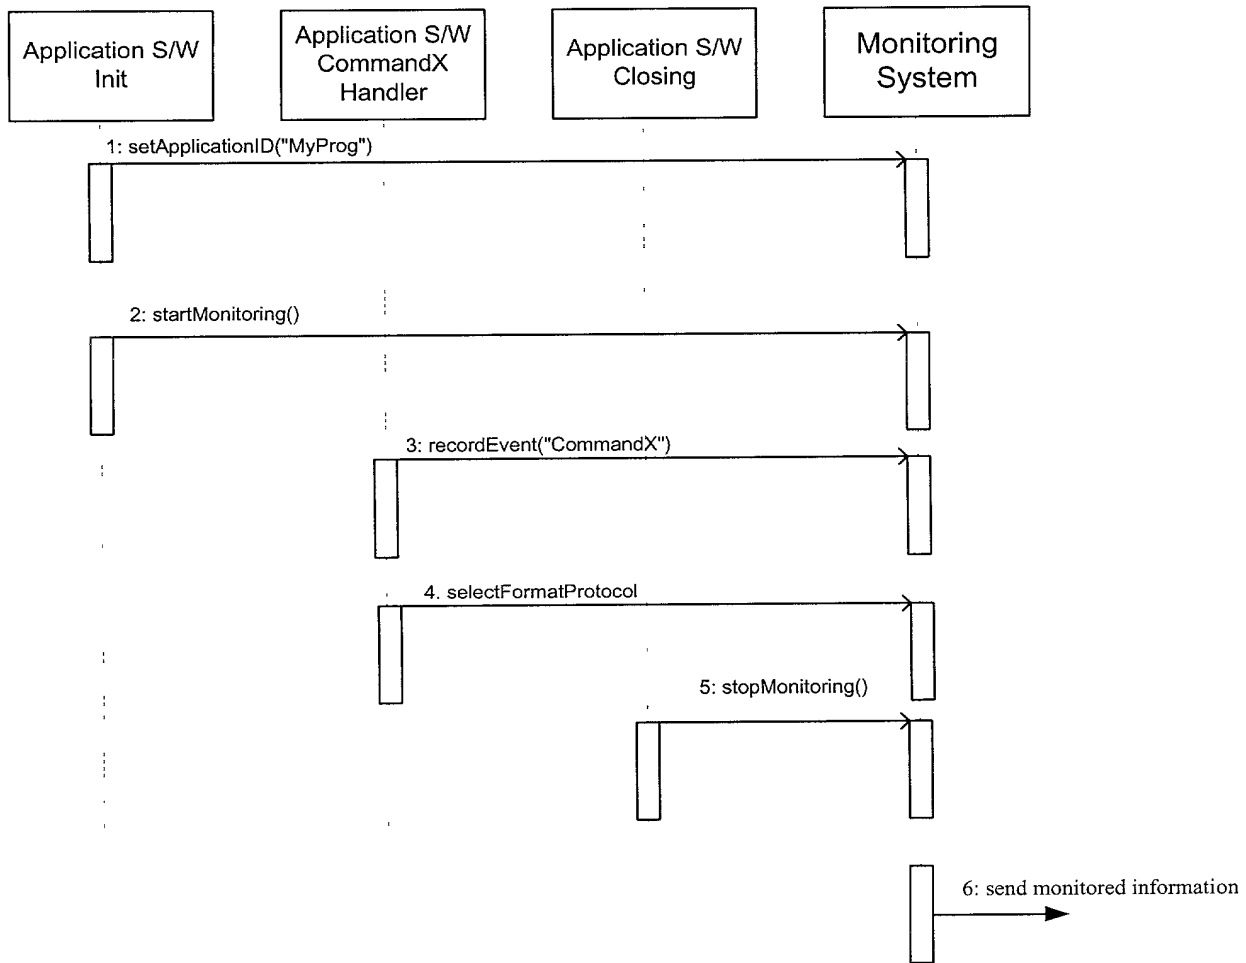 Application S/W
Init
Application S/W
CommandX
Handler
Application S/W
Closing
Monitoring
System
1: setApplicationID("MyProg")
2: startMonitoring()
3: recordEvent("CommandX")
4. selectFormatProtocol
5: stopMonitoring()
6: send monitored information